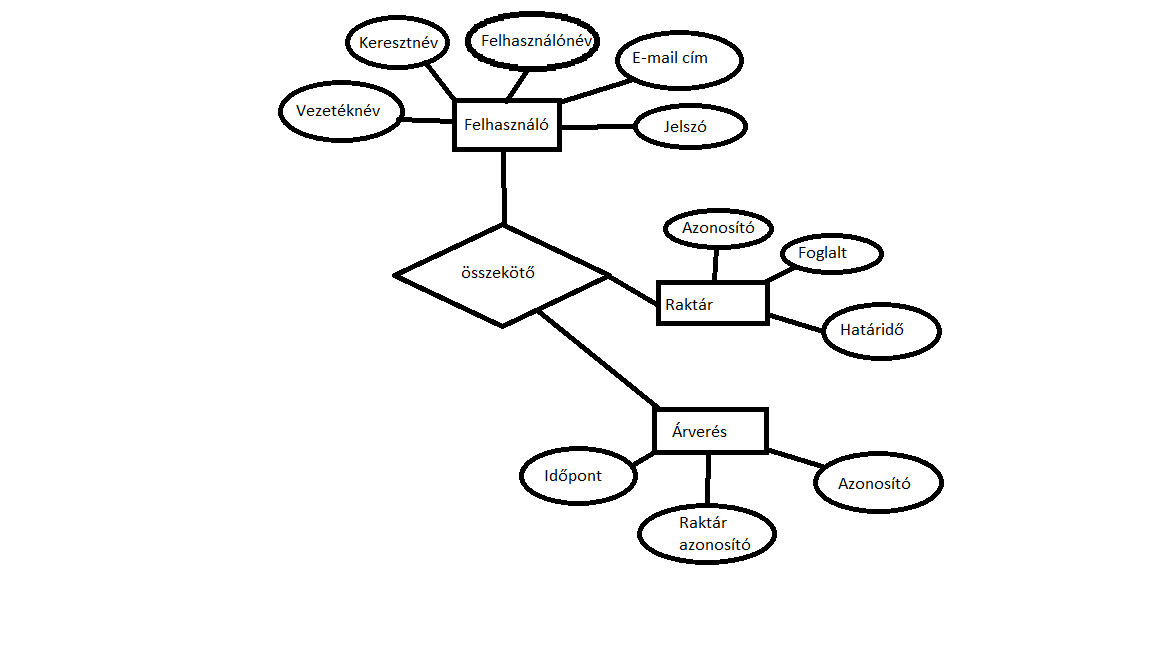 Keresztnév
Felhasználónév
E-mail cím
Vezetéknév
Felhasználó
Jelszó
Azonosító
Foglalt
összekötő
Raktár
Határidő
Árverés
Időpont
Azonosító
Raktár
azonosító